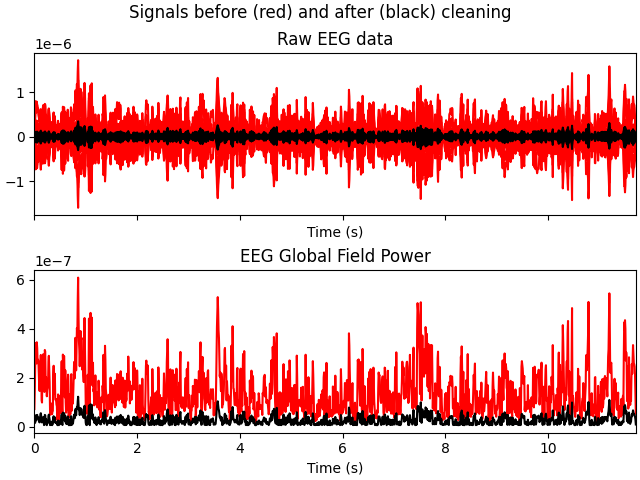 Signals before (red) and after (black) cleaning
Raw EEG data
1e−6
1
0
−1
Time (s)
EEG Global Field Power
1e−7
6
4
2
0
0 2 4 6 8 10
Time (s)